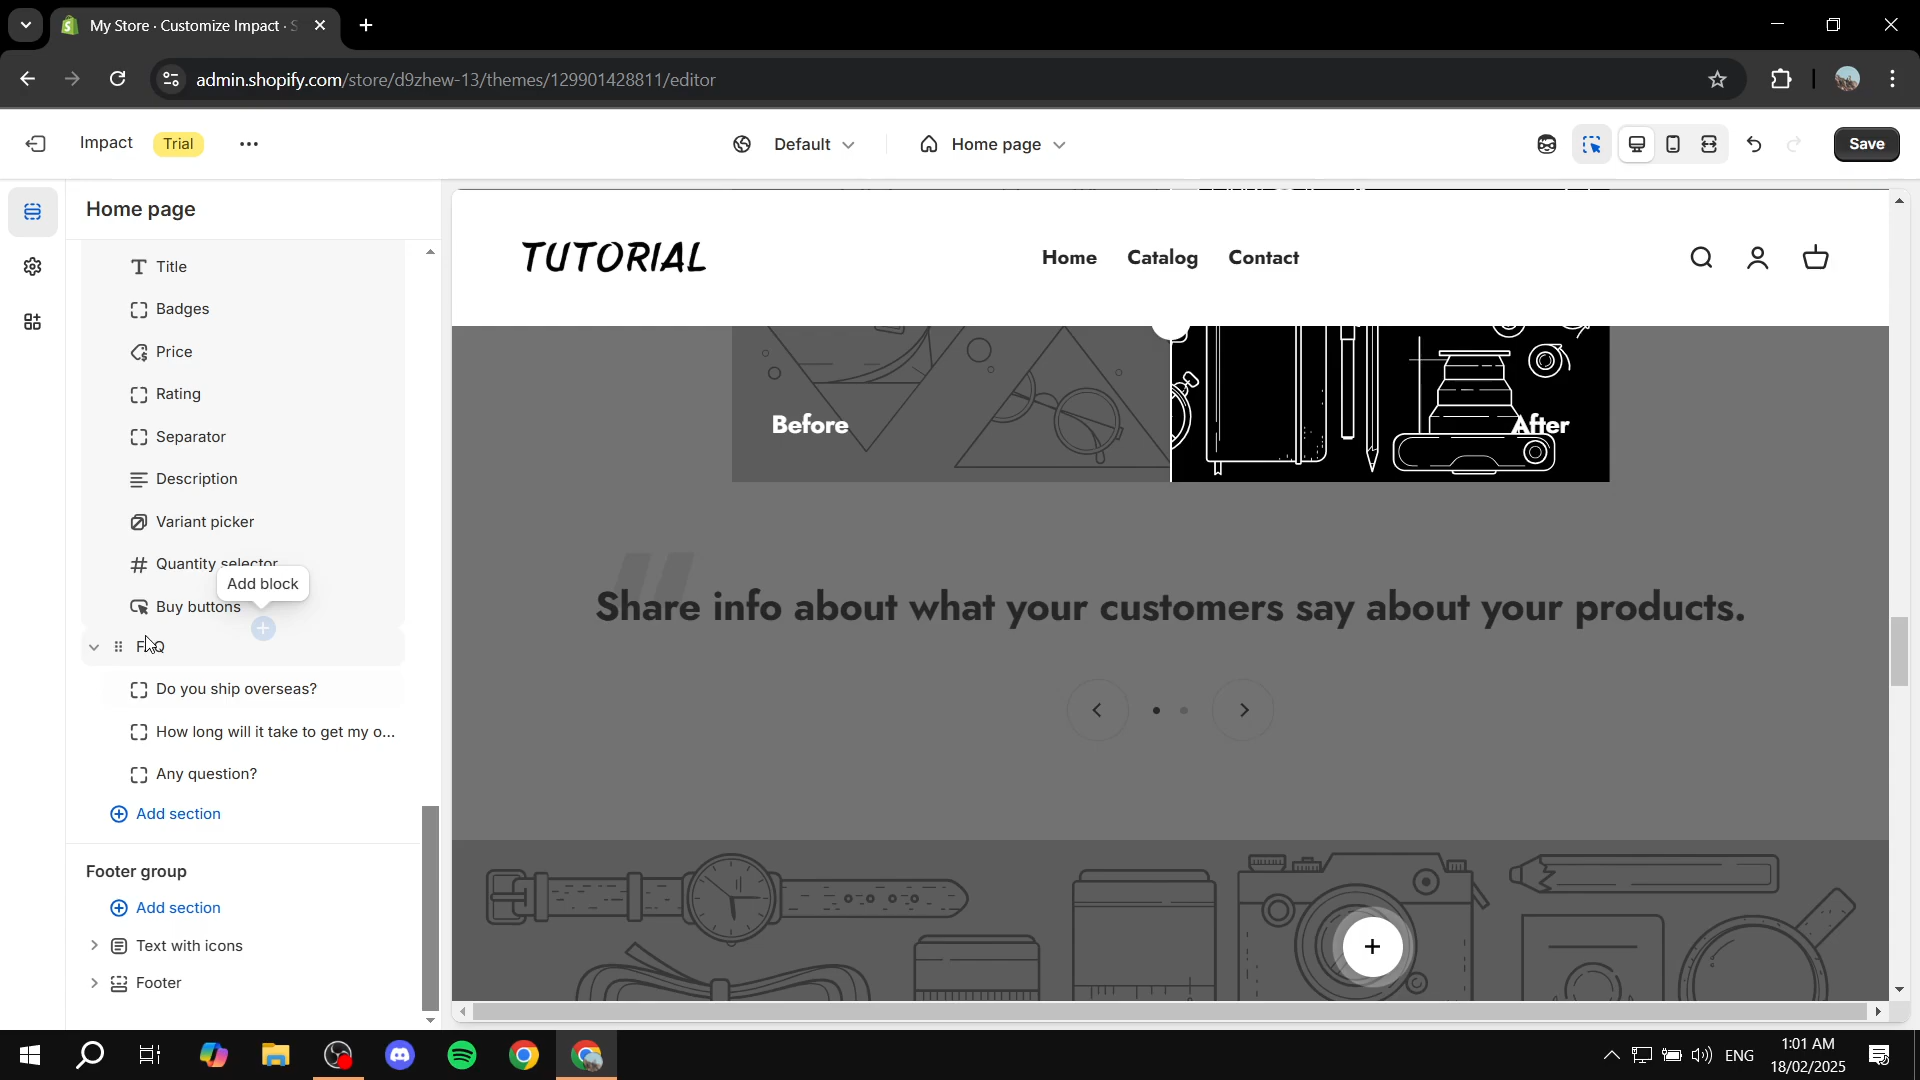 My Store · Customize Impact · S
admin.shopify.com/store/d9zhew-13/themes/129901428811/editor
Impact
Trial
Default
Home page
Save
Home page
Title
Badges
Price
Rating
Separator
Description
Variant picker
Quantity selector
Add block
Buy buttons
FAQ
Do you ship overseas?
How long will it take to get my o...
Any question?
Add section
Footer group
Add section
Text with icons
Footer
TUTORIAL
Home
Catalog
Contact
Before
After
Share info about what your customers say about your products.
ENG
1:01 AM
18/02/2025